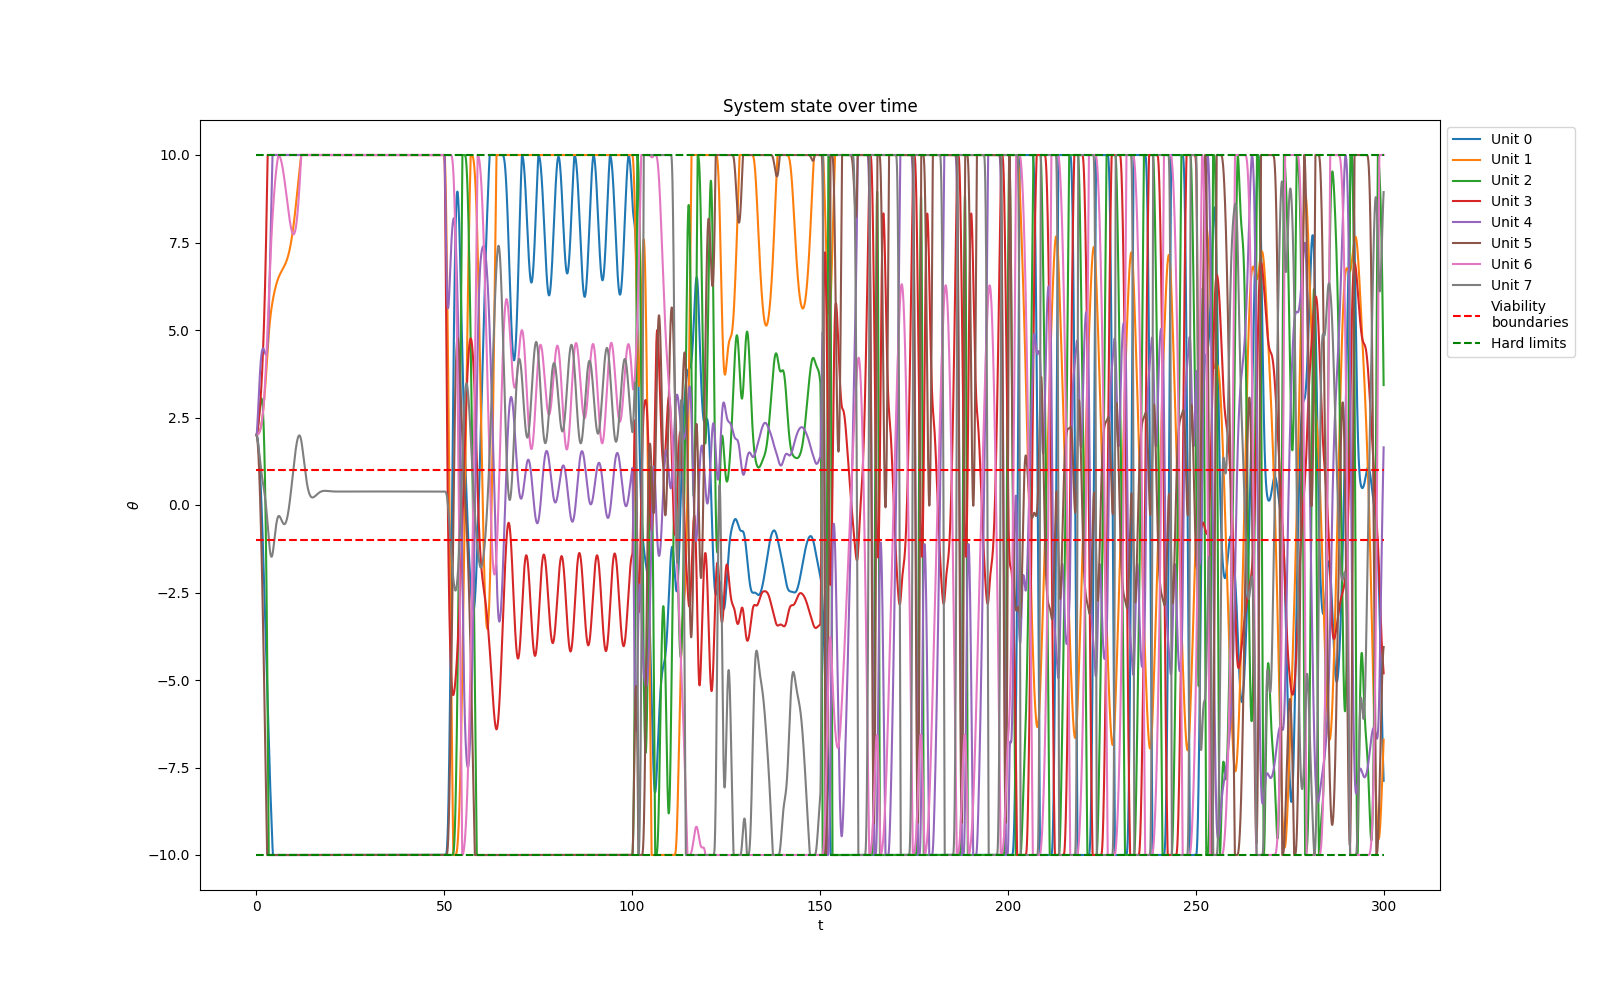 System state over time
10.0
7.5
5.0
2.5
0.0
−2.5
−5.0
−7.5
−10.0
θ
0
50
100
150
200
250
300
t
Unit 0
Unit 1
Unit 2
Unit 3
Unit 4
Unit 5
Unit 6
Unit 7
Viability
boundaries
Hard limits